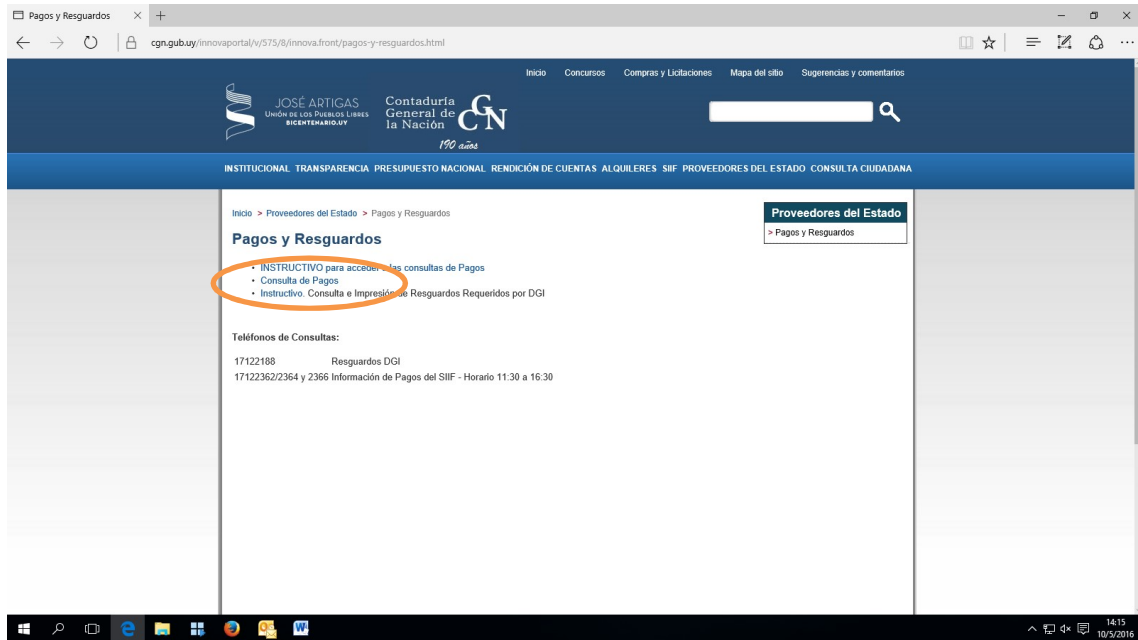 Pagos y Resguardos
cgn.gub.uy/innovaportal/v/575/8/innova.front/pagos-y-resguardos.html
Inicio Concursos Compras y Licitaciones Mapa del sitio Sugerencias y comentarios
JOSÉ ARTIGAS
UNIÓN DE LOS PUEBLOS LIBRES
BICENTENARIO.UY
Contaduría
General de
la Nación
CGN
190 años
INSTITUCIONAL TRANSPARENCIA PRESUPUESTO NACIONAL RENDICIÓN DE CUENTAS ALQUILERES SIIF PROVEEDORES DEL ESTADO CONSULTA CIUDADANA
Inicio > Proveedores del Estado > Pagos y Resguardos
Proveedores del Estado
> Pagos y Resguardos
Pagos y Resguardos
• INSTRUCTIVO para acceder a las consultas de Pagos
• Consulta de Pagos
• Instructivo. Consulta e Impresión de Resguardos Requeridos por DGI
Teléfonos de Consultas:
17122188 Resguardos DGI
17122362/2364 y 2366 Información de Pagos del SIIF - Horario 11:30 a 16:30
14:15
10/5/2016